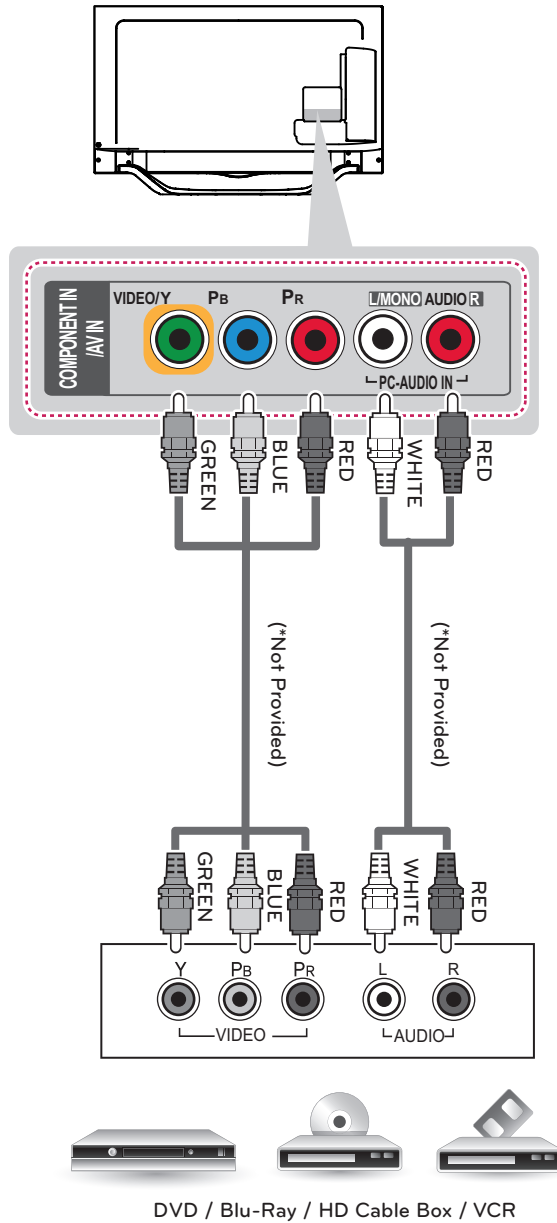 COMPONENT IN
/AV IN
VIDEO/Y PB PR L/MONO AUDIO R
PC-AUDIO IN
GREEN BLUE RED WHITE RED
(*Not Provided) (*Not Provided)
GREEN BLUE RED WHITE RED
Y PB PR L R
VIDEO AUDIO
DVD / Blu-Ray / HD Cable Box / VCR